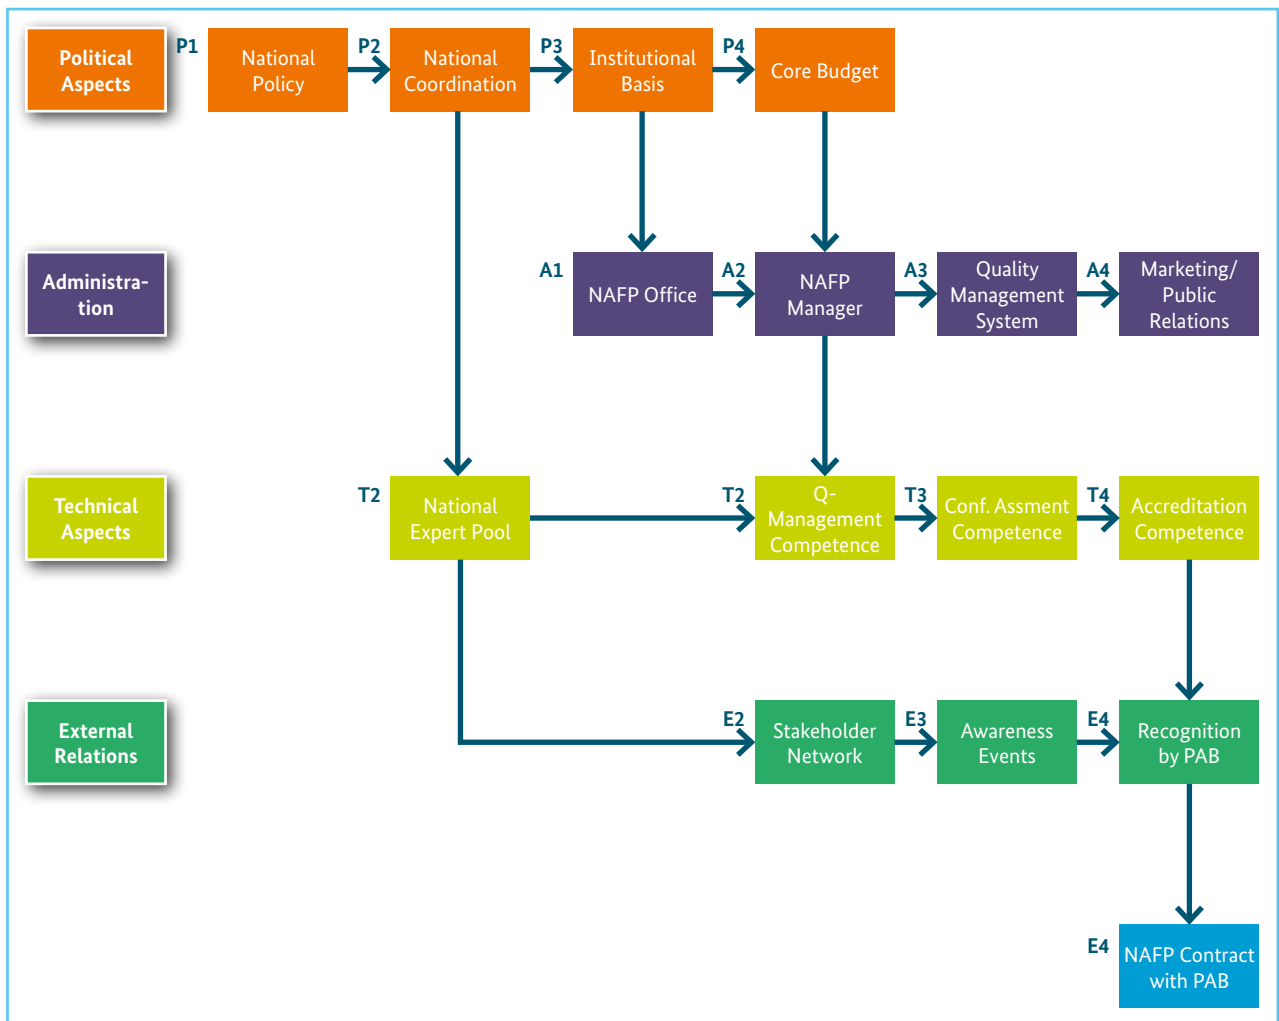 Political
Aspects
P1
National
Policy
P2
National
Coordination
P3
Institutional
Basis
P4
Core Budget
Administra-
tion
A1
NAFP Office
A2
NAFP
Manager
A3
Quality
Management
System
A4
Marketing/
Public
Relations
Technical
Aspects
T2
National
Expert Pool
T2
Q-
Management
Competence
T3
Conf. Assment
Competence
T4
Accreditation
Competence
External
Relations
E2
Stakeholder
Network
E3
Awareness
Events
E4
Recognition
by PAB
E4
NAFP Contract
with PAB